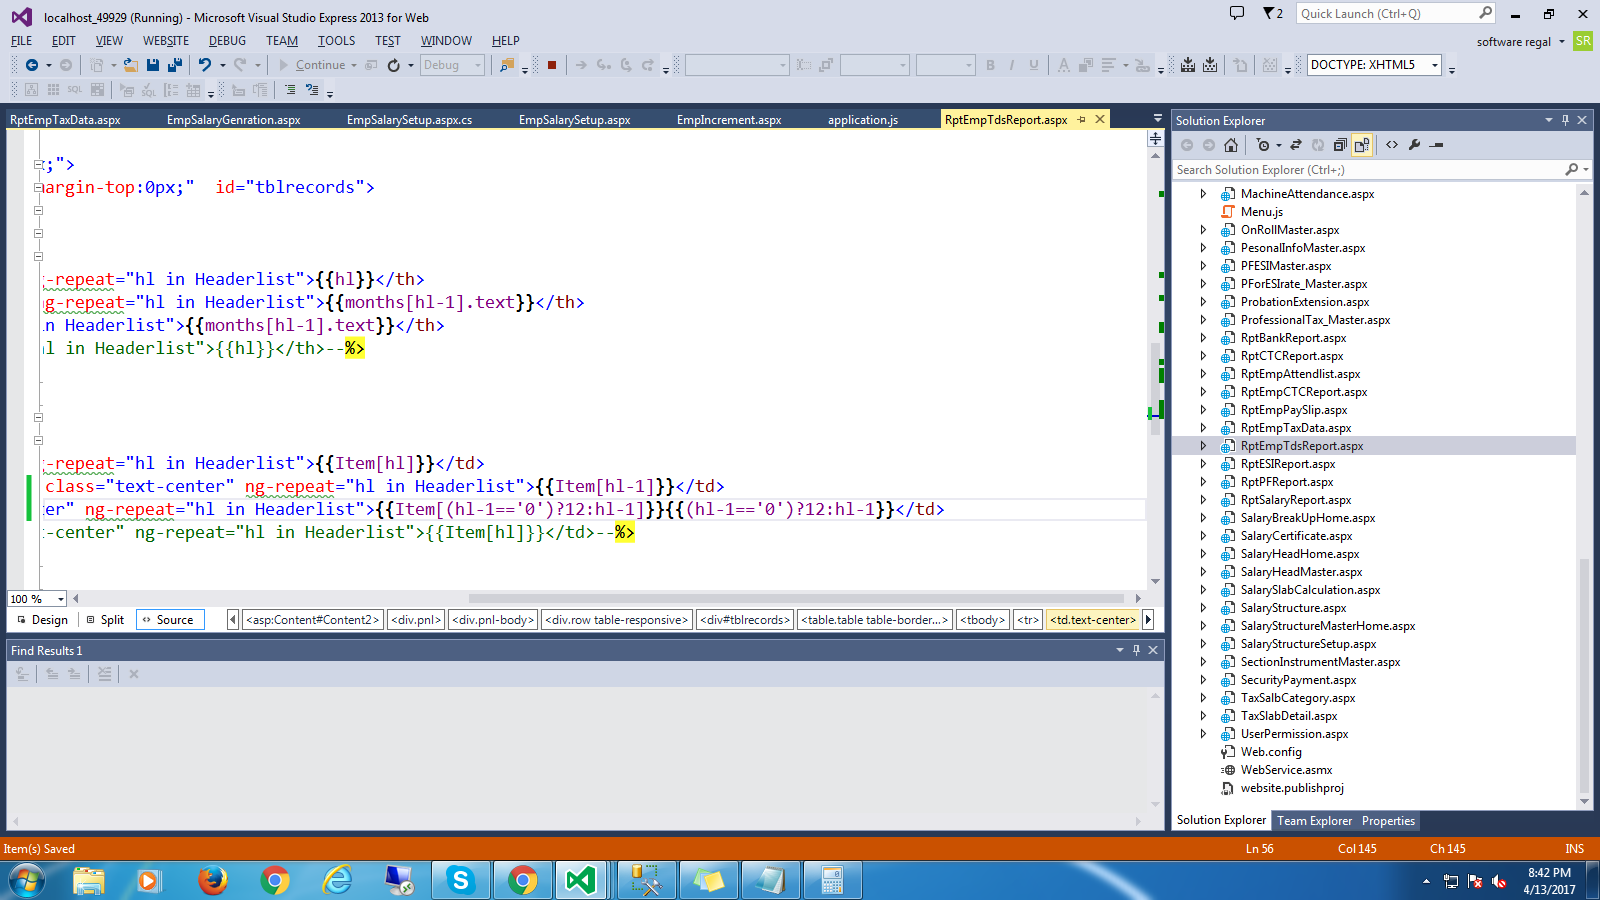 localhost_49929 (Running) - Microsoft Visual Studio Express 2013 for Web
2
Quick Launch (Ctrl+Q)
FILE EDIT VIEW WEBSITE DEBUG TEAM TOOLS TEST WINDOW HELP
software regal
SR
Continue
Debug
B I U
A
DOCTYPE: XHTML5
SQL
SQL
RptEmpTaxData.aspx EmpSalaryGenration.aspx EmpSalarySetup.aspx.cs EmpSalarySetup.aspx EmpIncrement.aspx application.js RptEmpTdsReport.aspx
;">
margin-top:0px;" id="tblrecords">
-repeat="hl in Headerlist">{{hl}}</th>
ng-repeat="hl in Headerlist">{{months[hl-1].text}}</th>
in Headerlist">{{months[hl-1].text}}</th>
hl in Headerlist">{{hl}}</th>--%>
-repeat="hl in Headerlist">{{Item[hl]}}</td>
class="text-center" ng-repeat="hl in Headerlist">{{Item[hl-1]}}</td>
er" ng-repeat="hl in Headerlist">{{Item[(hl-1=='0')?12:hl-1]}}{{(hl-1=='0')?12:hl-1}}</td>
t-center" ng-repeat="hl in Headerlist">{{Item[hl]}}</td>--%>
100 %
Design Split Source
<asp:Content#Content2> <div.pnl> <div.pnl-body> <div.row table-responsive> <div#tblrecords> <table.table table-border...> <tbody> <tr> <td.text-center>
Find Results 1
Solution Explorer
Search Solution Explorer (Ctrl+;)
MachineAttendance.aspx
Menu.js
OnRollMaster.aspx
PesonalInfoMaster.aspx
PFESIMaster.aspx
PForESIrate_Master.aspx
ProbationExtension.aspx
ProfessionalTax_Master.aspx
RptBankReport.aspx
RptCTCReport.aspx
RptEmpAttendlist.aspx
RptEmpCTCReport.aspx
RptEmpPaySlip.aspx
RptEmpTaxData.aspx
RptEmpTdsReport.aspx
RptESIReport.aspx
RptPFReport.aspx
RptSalaryReport.aspx
SalaryBreakUpHome.aspx
SalaryCertificate.aspx
SalaryHeadHome.aspx
SalaryHeadMaster.aspx
SalarySlabCalculation.aspx
SalaryStructure.aspx
SalaryStructureMasterHome.aspx
SalaryStructureSetup.aspx
SectionInstrumentMaster.aspx
SecurityPayment.aspx
TaxSalbCategory.aspx
TaxSlabDetail.aspx
UserPermission.aspx
Web.config
WebService.asmx
website.publishproj
Solution Explorer Team Explorer Properties
Item(s) Saved
Ln 56 Col 145 Ch 145 INS
8:42 PM
4/13/2017